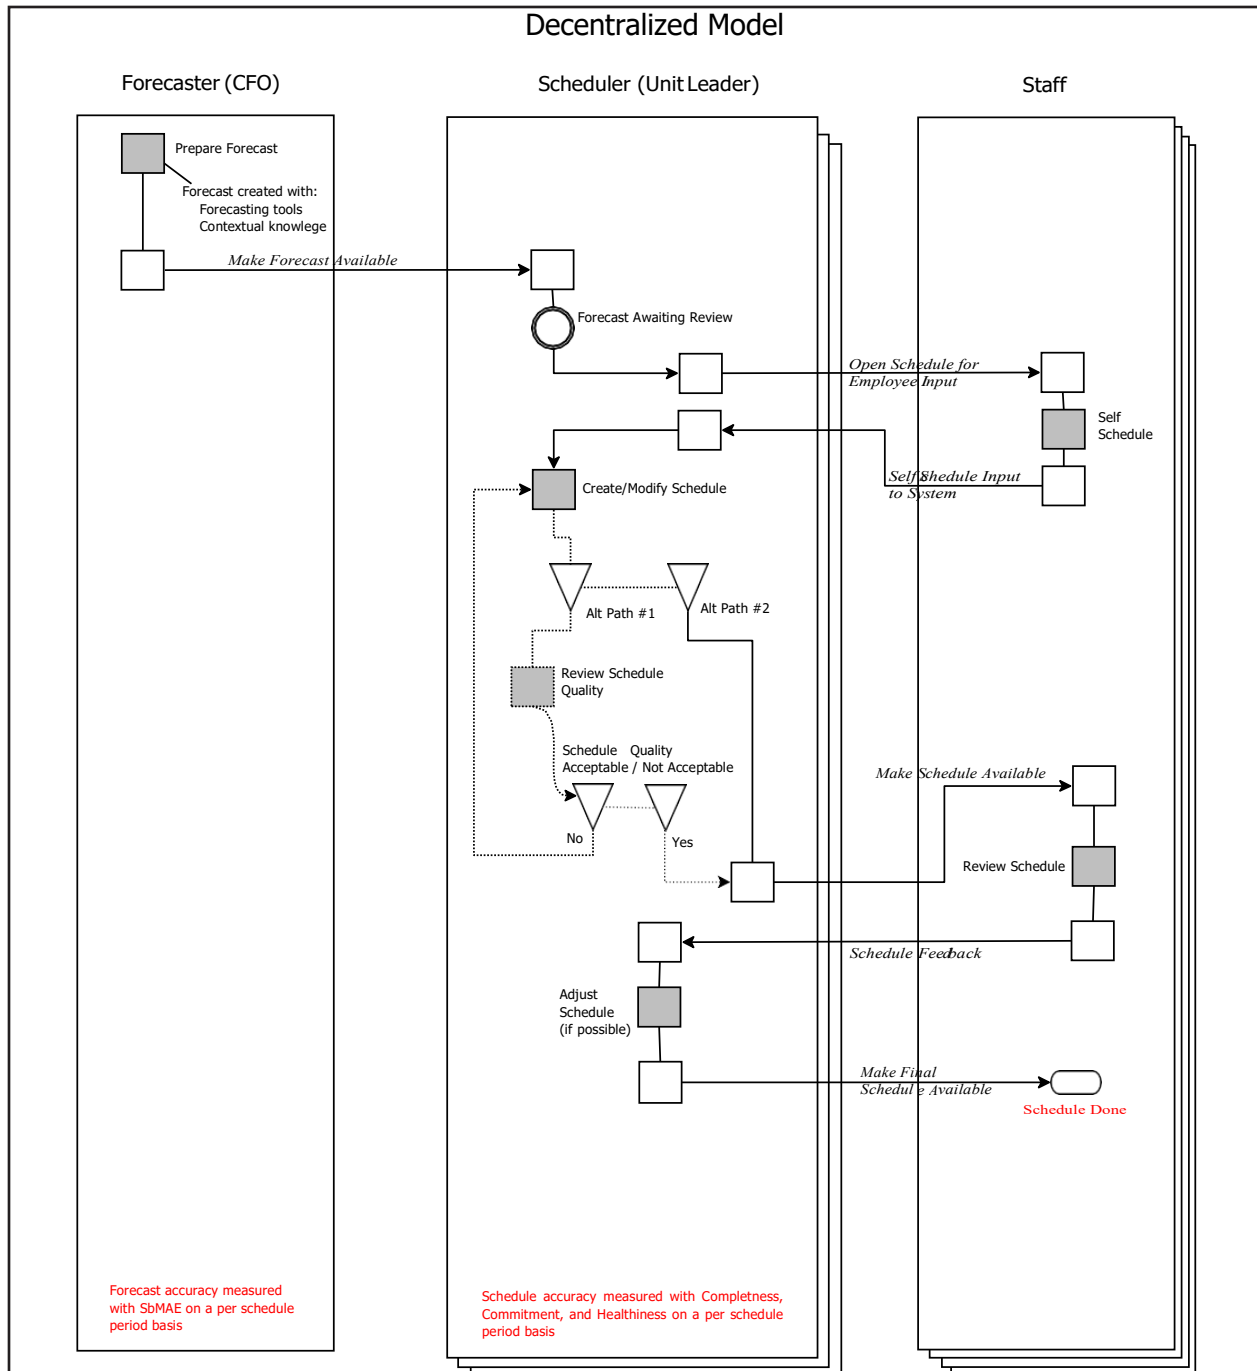 Decentralized Model
Forecaster (CFO)
Scheduler (Unit Leader)
Staff
Prepare Forecast
Forecast created with:
Forecasting tools
Contextual knowlege
Make Forecast Available
Forecast Awaiting Review
Open Schedule for
Employee Input
Self
Schedule
Self Shedule Input
to System
Create/Modify Schedule
Alt Path #1
Alt Path #2
Review Schedule
Quality
Schedule Quality
Acceptable / Not Acceptable
No
Yes
Make Schedule Available
Review Schedule
Schedule Feedback
Adjust
Schedule
(if possible)
Make Final
Schedule Available
Schedule Done
Forecast accuracy measured
with SbMAE on a per schedule
period basis
Schedule accuracy measured with Completness,
Commitment, and Healthiness on a per schedule
period basis